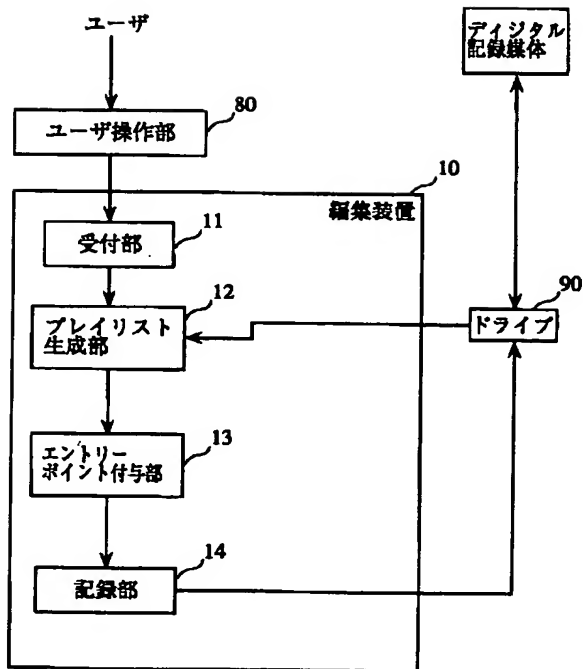 ユーザ
ディジタル
記録媒体
80
ユーザ操作部
10
編集装置
11
受付部
12
プレイリスト
生成部
90
ドライブ
13
エントリー
ポイント付与部
14
記録部